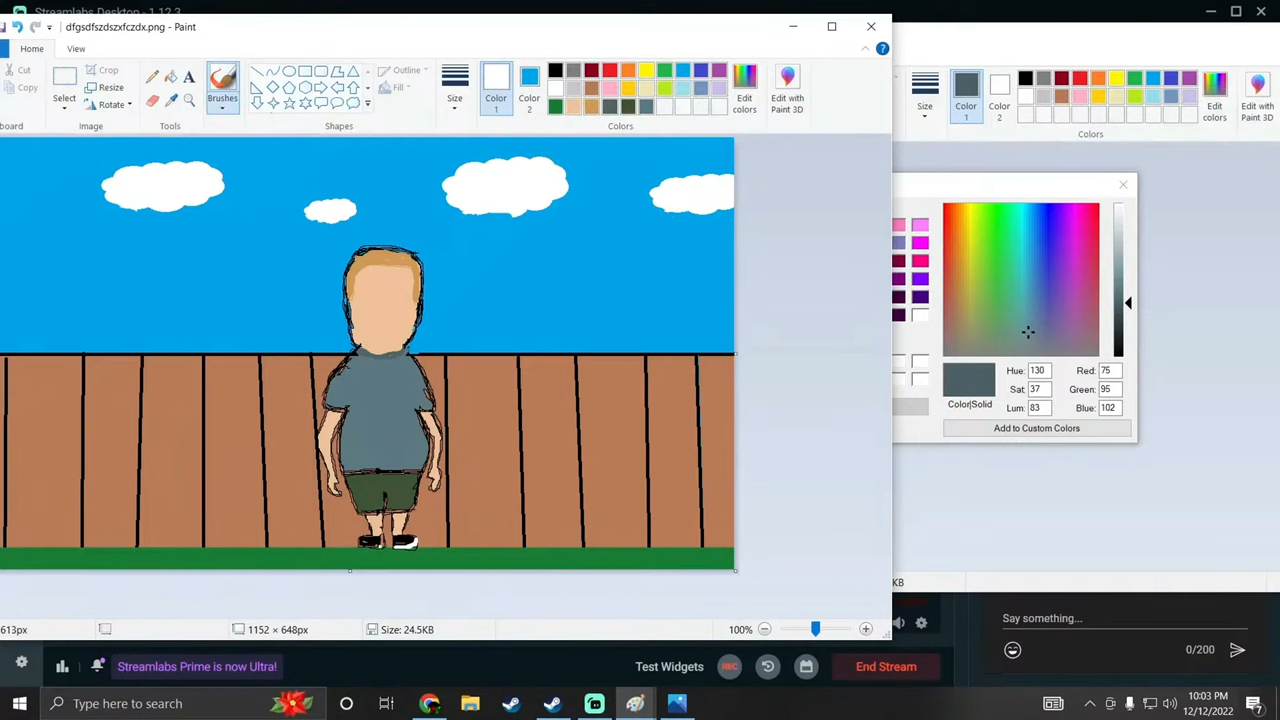 Streamlabs Desktop - 1.12.3
dfgsdfszdszxfczdx.png - Paint
Home
View
Cut
Copy
Select
Crop
Resize
Rotate
A
Brushes
Outline
Fill
Size
Color
1
Color
2
Edit
colors
Edit with
Paint 3D
Size
Color
1
Color
2
Edit
colors
Edit with
Paint 3D
board
Image
Tools
Shapes
Colors
Colors
Hue:
130
Red:
75
Sat:
37
Green:
95
Color|Solid
Lum:
83
Blue:
102
Add to Custom Colors
KB
613px
1152 × 648px
Size: 24.5KB
100%
Say something...
0/200
Streamlabs Prime is now Ultra!
Test Widgets
REC
End Stream
Type here to search
10:03 PM
12/12/2022
7